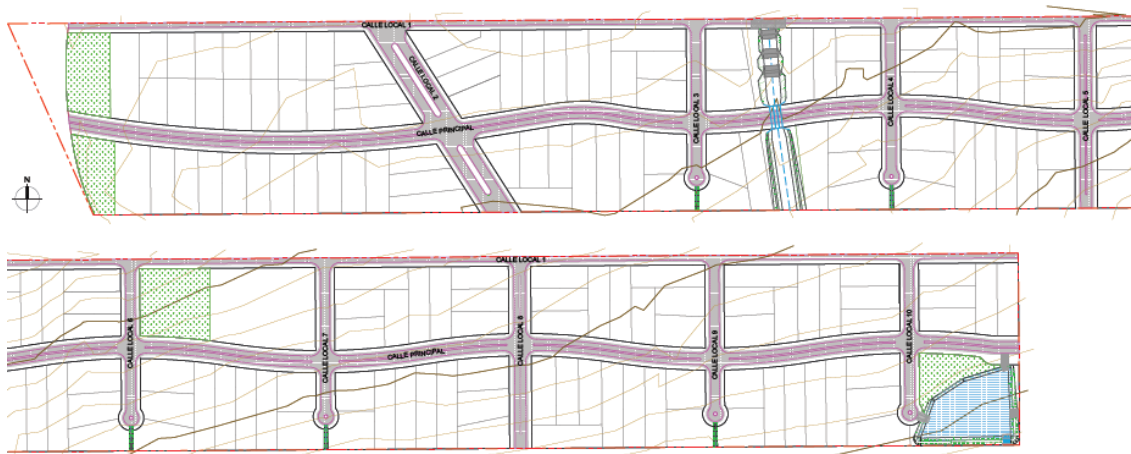 CALLE LOCAL 1
CALLE LOCAL 2
CALLE LOCAL 3
CALLE LOCAL 4
CALLE LOCAL 5
CALLE PRINCIPAL
N
CALLE LOCAL 1
CALLE LOCAL 6
CALLE LOCAL 7
CALLE LOCAL 8
CALLE LOCAL 9
CALLE LOCAL 10
CALLE PRINCIPAL